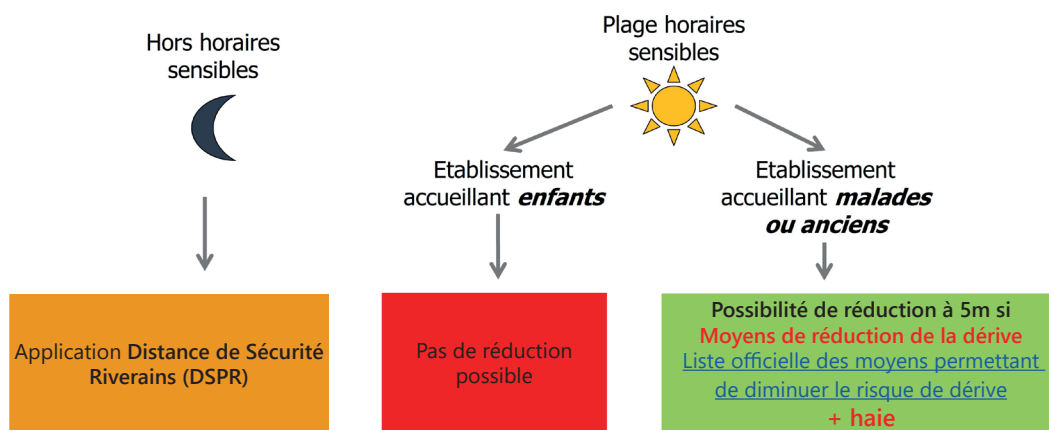 Hors horaires
sensibles
Plage horaires
sensibles
Etablissement
accueillant enfants
Etablissement
accueillant malades
ou anciens
Application Distance de Sécurité
Riverains (DSPR)
Pas de réduction
possible
Possibilité de réduction à 5m si
Moyens de réduction de la dérive
Liste officielle des moyens permettant
de diminuer le risque de dérive
+ haie